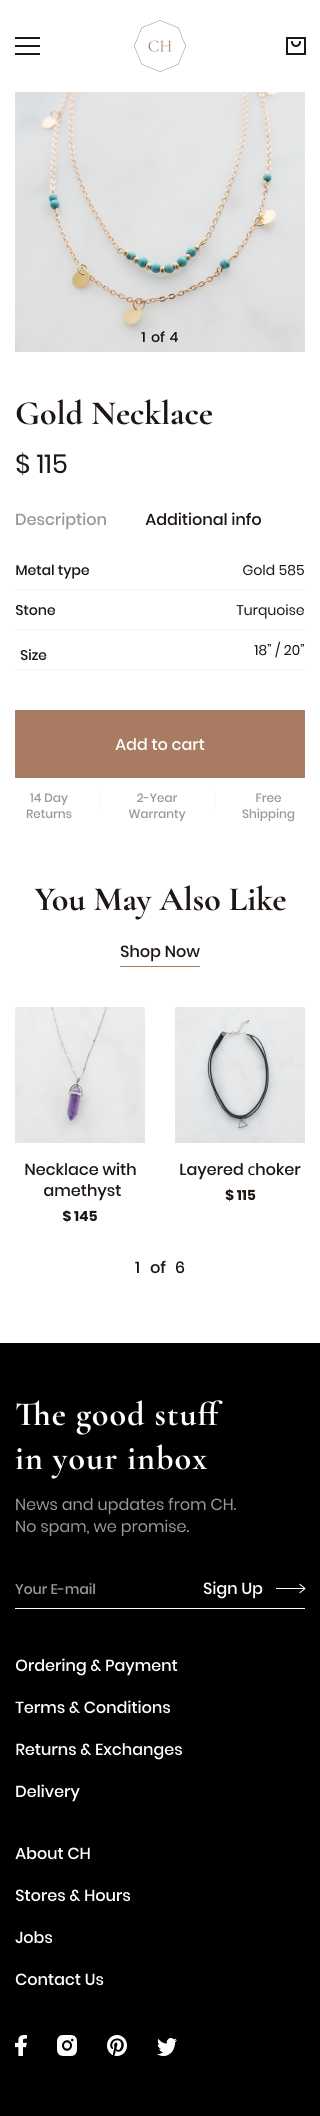 CH
1 of 4
Gold Necklace
$ 115
Description Additional info
Metal type Gold 585
Stone Turquoise
Size 18” / 20”
Add to cart
14 Day
Returns
2-Year
Warranty
Free
Shipping
You May Also Like
Shop Now
Necklace with
amethyst
$ 145
Layered choker
$ 115
1 of 6
The good stuff
in your inbox
News and updates from CH.
No spam, we promise.
Your E-mail Sign Up
Ordering & Payment
Terms & Conditions
Returns & Exchanges
Delivery
About CH
Stores & Hours
Jobs
Contact Us